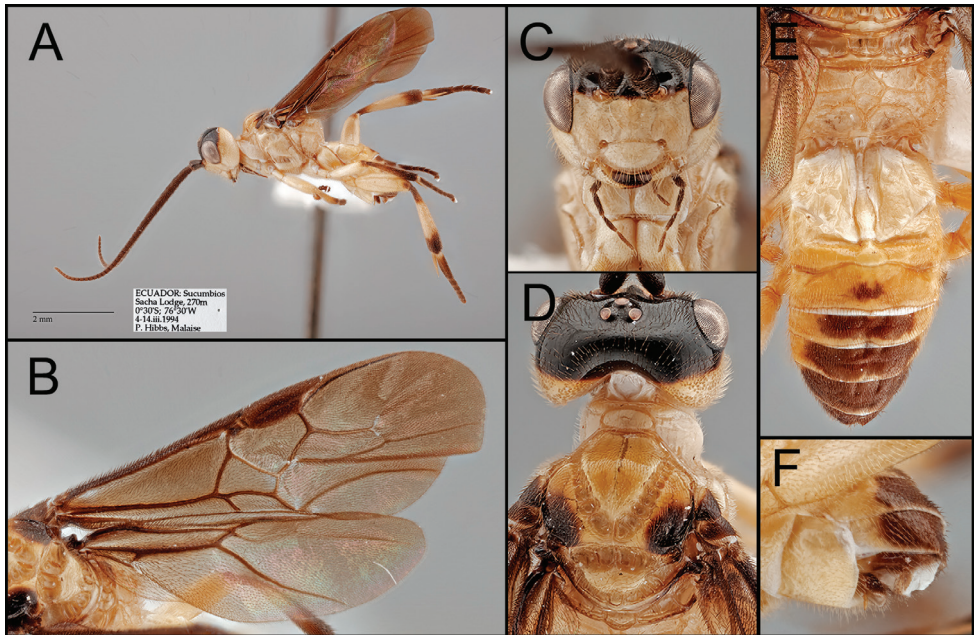 A
2 mm
ECUADOR: Sucumbios
Sacha Lodge, 270m
0°30'S; 76°30'W
4-14.iii.1994
P. Hibbs, Malaise
B
C
D
E
F